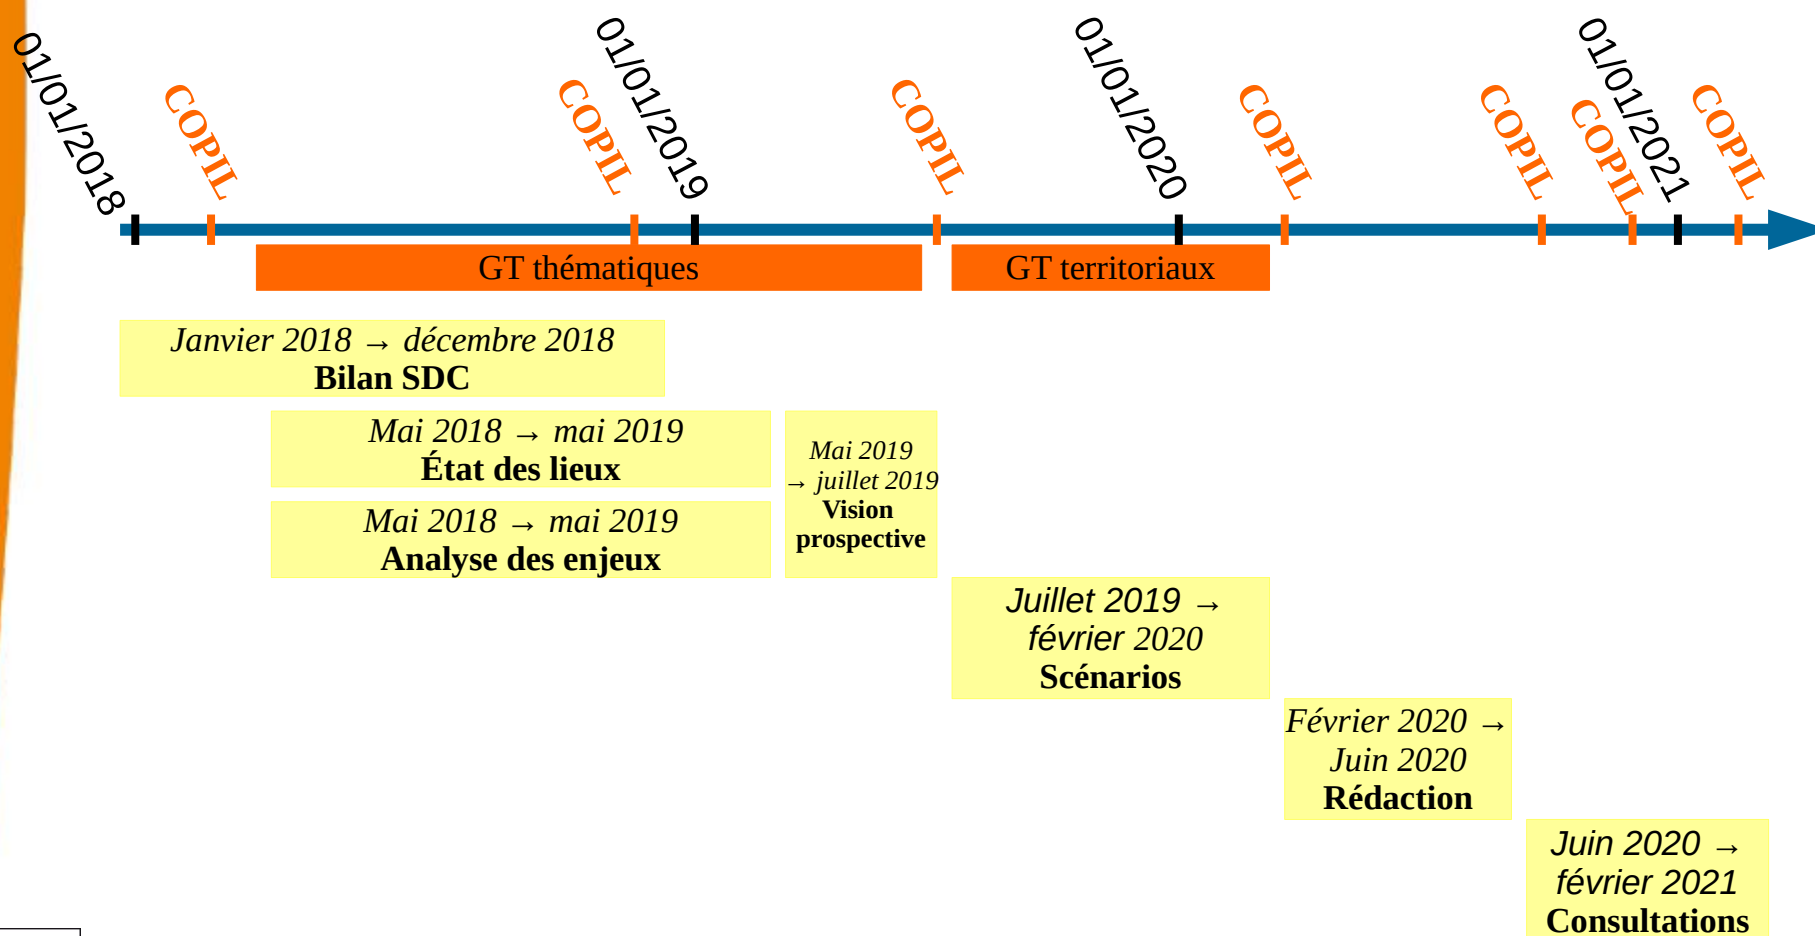 01/01/2018
COPIL
COPIL
01/01/2019
COPIL
01/01/2020
COPIL
COPIL
COPIL
01/01/2021
COPIL
GT thématiques
GT territoriaux
Janvier 2018 → décembre 2018
Bilan SDC
Mai 2018 → mai 2019
État des lieux
Mai 2018 → mai 2019
Analyse des enjeux
Mai 2019
→ juillet 2019
Vision
prospective
Juillet 2019 →
février 2020
Scénarios
Février 2020 →
Juin 2020
Rédaction
Juin 2020 →
février 2021
Consultations